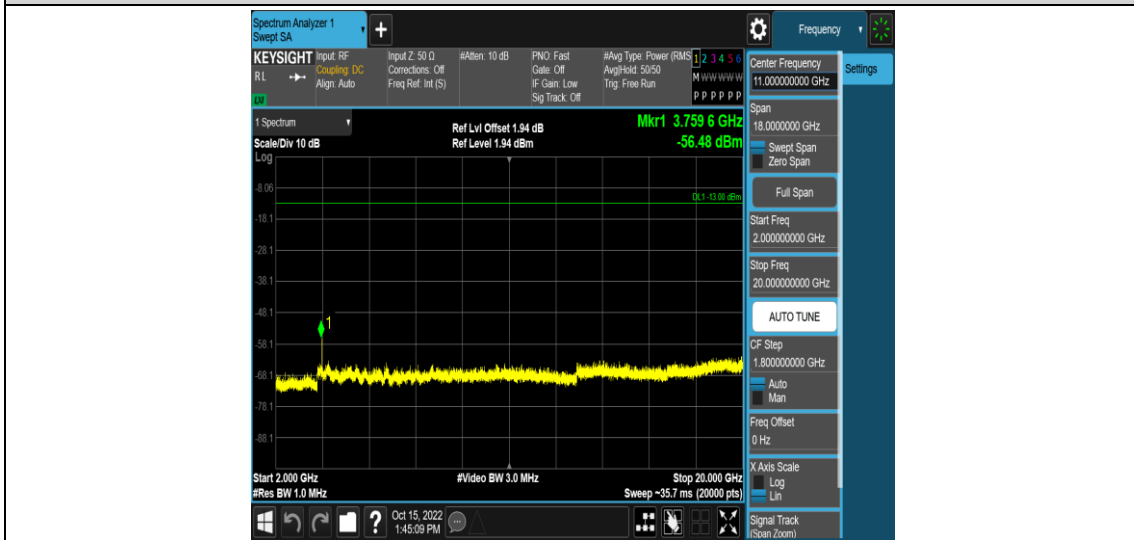 Spectrum Analyzer 1
Swept SA
+
Frequency
KEYSIGHT
RL
Input: RF
Coupling: DC
Align: Auto
Input Z: 50 Ω
Corrections: Off
Freq Ref: Int (S)
#Atten: 10 dB
PNO: Fast
Gate: Off
IF Gain: Low
Sig Track: Off
#Avg Type: Power (RMS
Avg|Hold: 50/50
Trig: Free Run
1 2 3 4 5 6
M W W W W W
P P P P P P
1 Spectrum
Scale/Div 10 dB
Log
Ref Lvl Offset 1.94 dB
Ref Level 1.94 dBm
Mkr1 3.759 6 GHz
-56.48 dBm
DL1 -13.00 dBm
-8.06
-18.1
-28.1
-38.1
-48.1
-58.1
-68.1
-78.1
-88.1
1
Start 2.000 GHz
#Res BW 1.0 MHz
#Video BW 3.0 MHz
Stop 20.000 GHz
Sweep ~35.7 ms (20000 pts)
Center Frequency
11.000000000 GHz
Settings
Span
18.0000000 GHz
Swept Span
Zero Span
Full Span
Start Freq
2.000000000 GHz
Stop Freq
20.000000000 GHz
AUTO TUNE
CF Step
1.800000000 GHz
Auto
Man
Freq Offset
0 Hz
X Axis Scale
Log
Lin
Signal Track
(Span Zoom)
?
Oct 15, 2022
1:45:09 PM